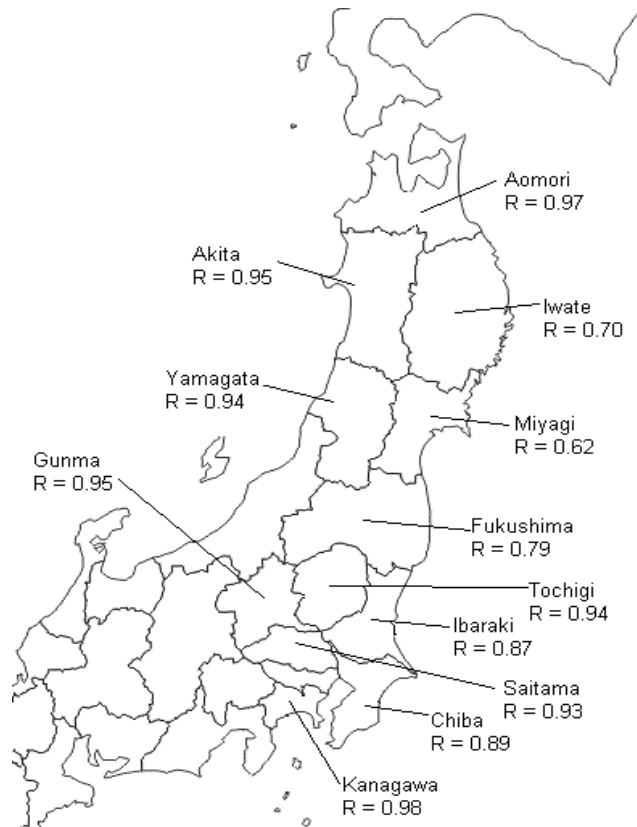 Aomori
R = 0.97
Akita
R = 0.95
Iwate
R = 0.70
Yamagata
R = 0.94
Miyagi
R = 0.62
Gunma
R = 0.95
Fukushima
R = 0.79
Tochigi
R = 0.94
Ibaraki
R = 0.87
Saitama
R = 0.93
Chiba
R = 0.89
Kanagawa
R = 0.98